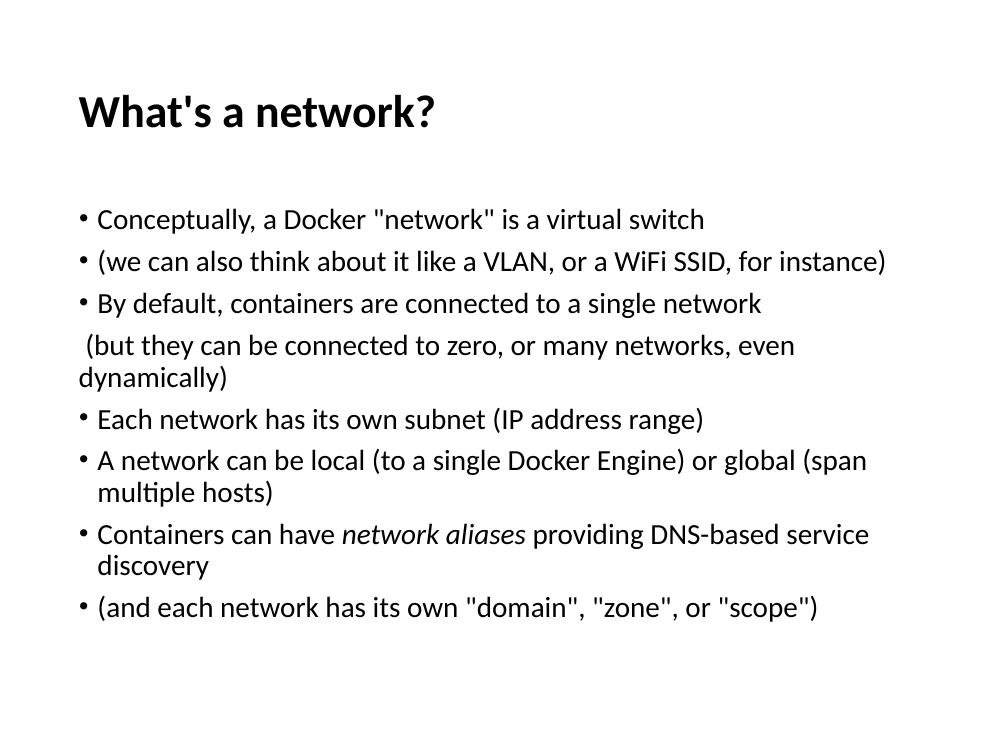 What's a network?
• Conceptually, a Docker "network" is a virtual switch
• (we can also think about it like a VLAN, or a WiFi SSID, for instance)
• By default, containers are connected to a single network
(but they can be connected to zero, or many networks, even
dynamically)
• Each network has its own subnet (IP address range)
• A network can be local (to a single Docker Engine) or global (span
multiple hosts)
• Containers can have network aliases providing DNS-based service
discovery
• (and each network has its own "domain", "zone", or "scope")